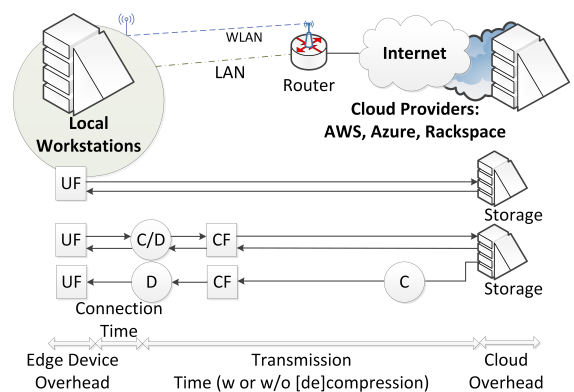 WLAN
LAN
Router
Internet
Local
Workstations
Cloud Providers:
AWS, Azure, Rackspace
UF
Storage
UF
C/D
CF
UF
D
CF
C
Storage
Connection
Time
Edge Device
Overhead
Transmission
Time (w or w/o [de]compression)
Cloud
Overhead